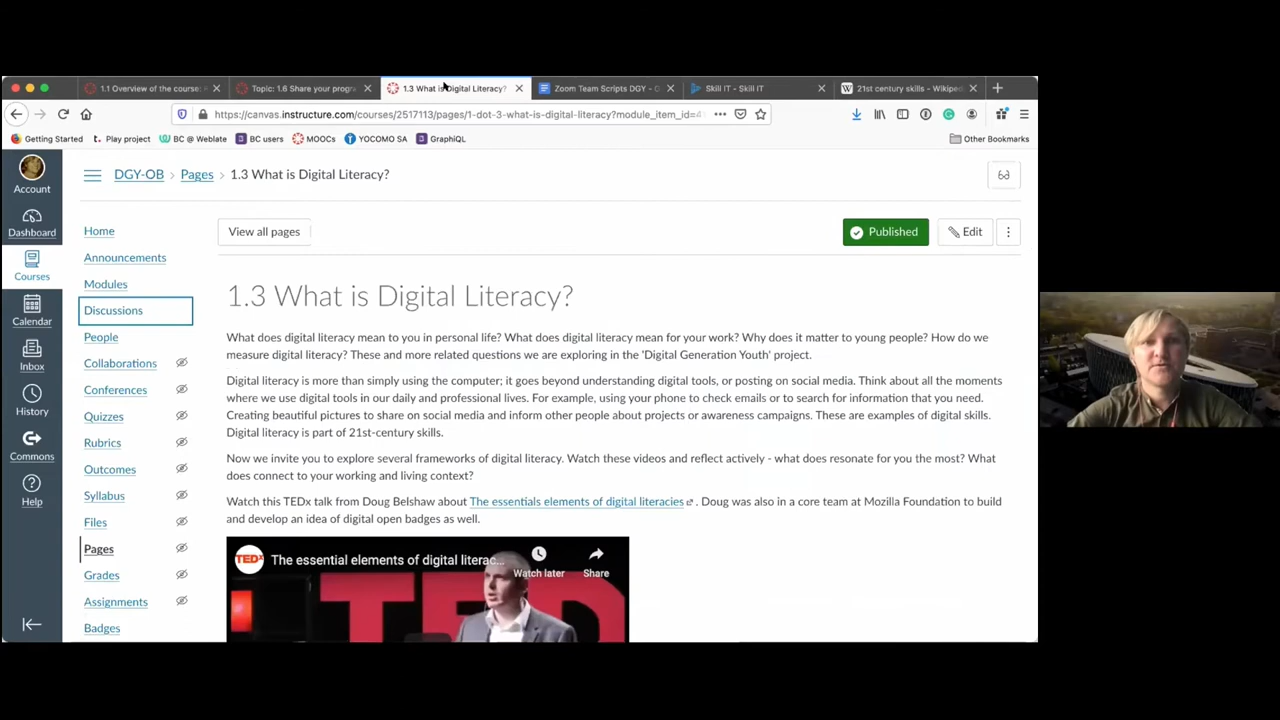 1.1 Overview of the course:
Topic: 1.6 Share your progr
1.3 What is Digital Literacy?
Zoom Team Scripts DGY - G
Skill IT - Skill IT
21st century skills - Wikiped
https://canvas.instructure.com/courses/2517113/pages/1-dot-3-what-is-digital-literacy?module_item_id=4
Getting Started
Play project
BC @ Weblate
BC users
MOOCs
YOCOMO SA
GraphiQL
Other Bookmarks
Account
Dashboard
Courses
Calendar
Inbox
History
Commons
Help
DGY-OB > Pages > 1.3 What is Digital Literacy?
Home
Announcements
Modules
Discussions
People
Collaborations
Conferences
Quizzes
Rubrics
Outcomes
Syllabus
Files
Pages
Grades
Assignments
Badges
View all pages
Published
Edit
1.3 What is Digital Literacy?
What does digital literacy mean to you in personal life? What does digital literacy mean for your work? Why does it matter to young people? How do we
measure digital literacy? These and more related questions we are exploring in the 'Digital Generation Youth' project.
Digital literacy is more than simply using the computer; it goes beyond understanding digital tools, or posting on social media. Think about all the moments
where we use digital tools in our daily and professional lives. For example, using your phone to check emails or to search for information that you need.
Creating beautiful pictures to share on social media and inform other people about projects or awareness campaigns. These are examples of digital skills.
Digital literacy is part of 21st-century skills.
Now we invite you to explore several frameworks of digital literacy. Watch these videos and reflect actively - what does resonate for you the most? What
does connect to your working and living context?
Watch this TEDx talk from Doug Belshaw about The essentials elements of digital literacies . Doug was also in a core team at Mozilla Foundation to build
and develop an idea of digital open badges as well.
TEDx
The essential elements of digital literac...
Watch later
Share
TED